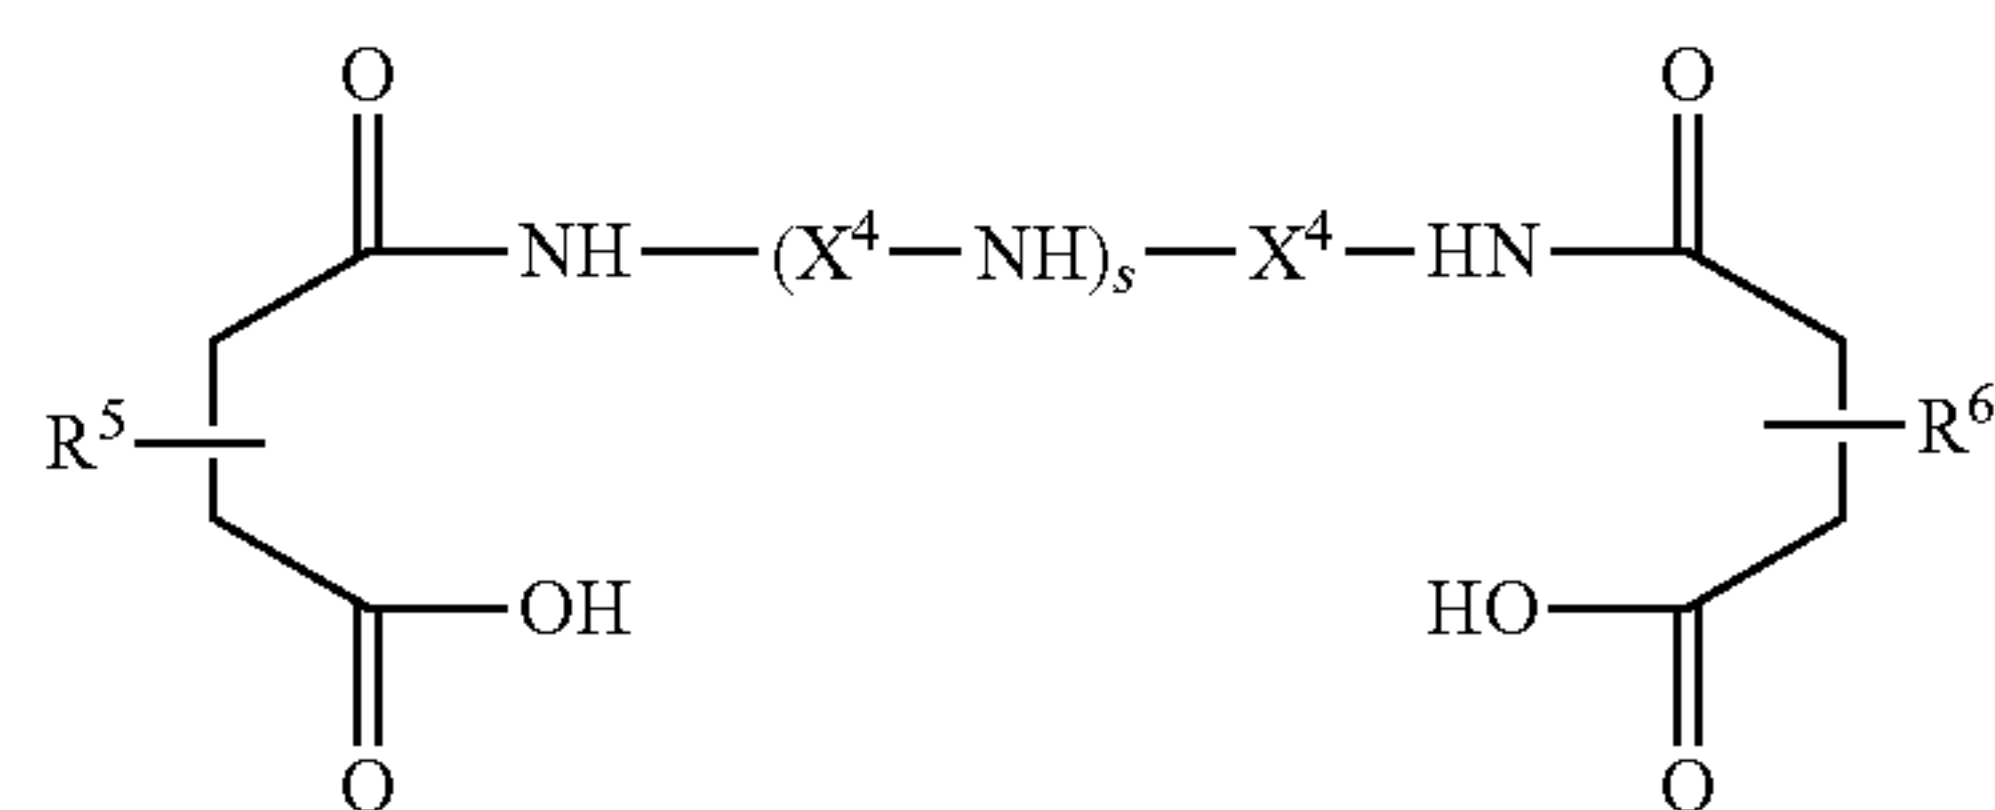 O O
NH (X⁴ NH)ₛ X⁴ HN
R⁵ R⁶
OH HO
O O